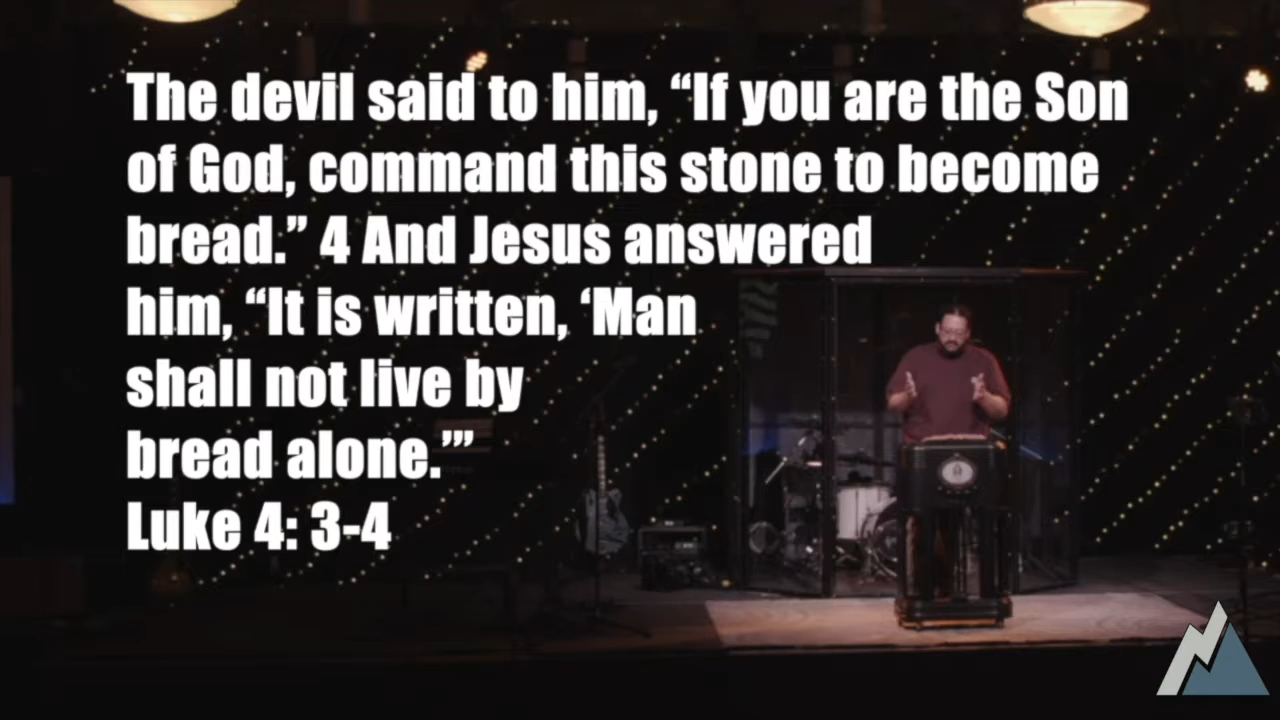 The devil said to him, “If you are the Son
of God, command this stone to become
bread.” 4 And Jesus answered
him, “It is written, ‘Man
shall not live by
bread alone.’”
Luke 4: 3-4